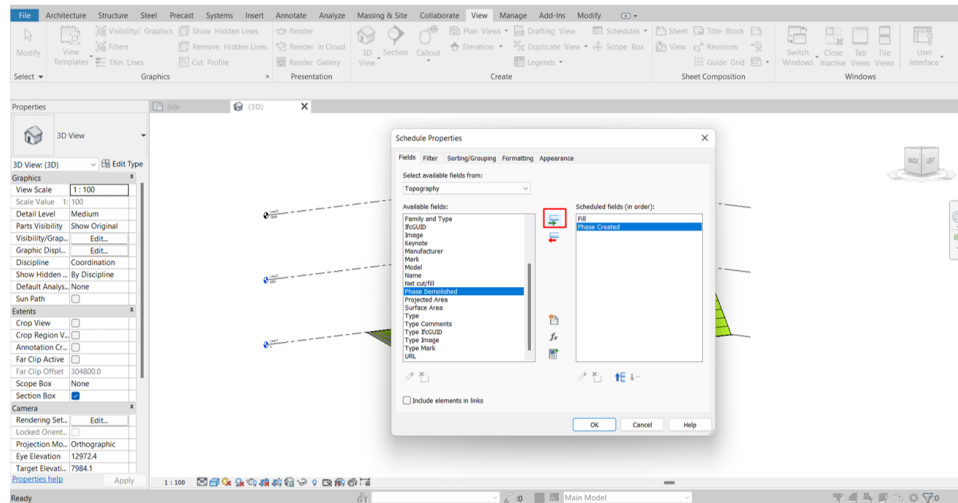 File Architecture Structure Steel Precast Systems Insert Annotate Analyze Massing & Site Collaborate View Manage Add-Ins Modify
Visibility/ Graphics Show Hidden Lines Render Plan Views Drafting View Schedules Sheet Title Block
Filters Remove Hidden Lines Render in Cloud Elevation Duplicate View Scope Box View Revisions
Thin Lines Cut Profile Render Gallery Legends Guide Grid
Modify View Templates 3D View Section Callout Switch Windows Close Inactive Tab Views Tile Views User Interface
Select Graphics Presentation Create Sheet Composition Windows
Properties Site {3D} X
3D View
3D View: {3D} Edit Type
Graphics
View Scale 1 : 100
Scale Value 1: 100
Detail Level Medium
Parts Visibility Show Original
Visibility/Grap... Edit...
Graphic Displ... Edit...
Discipline Coordination
Show Hidden ... By Discipline
Default Analys... None
Sun Path
Extents
Crop View
Crop Region V...
Annotation Cr...
Far Clip Active
Far Clip Offset 304800.0
Scope Box None
Section Box
Camera
Rendering Set... Edit...
Locked Orient...
Projection Mo... Orthographic
Eye Elevation 12972.4
Target Elevati... 7984.1
Properties help Apply
Schedule Properties
Fields Filter Sorting/Grouping Formatting Appearance
Select available fields from:
Topography
Available fields: Scheduled fields (in order):
Family and Type
IfcGUID
Image
Keynote
Manufacturer
Mark
Model
Name
Net cut/fill
Phase Demolished
Projected Area
Surface Area
Type
Type Comments
Type IfcGUID
Type Image
Type Mark
URL
Fill
Phase Created
Include elements in links
OK Cancel Help
BACK LEFT
1 : 100
Ready :0 Main Model :0